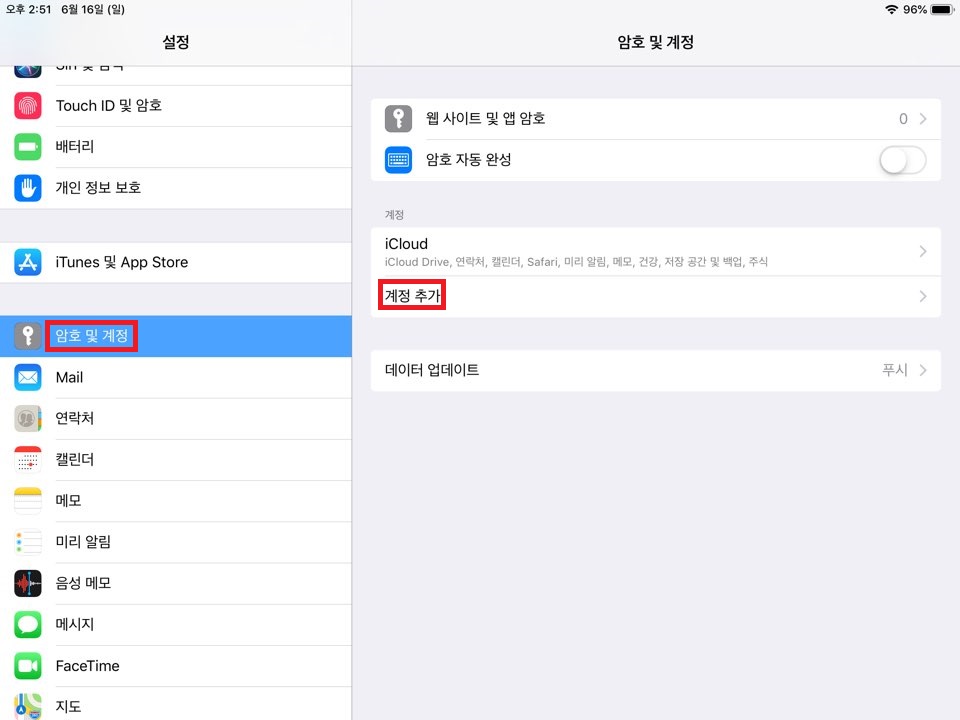 오후 2:51 6월 16일 (일)
96%
설정
암호 및 계정
Siri 및 검색
Touch ID 및 암호
배터리
개인 정보 보호
iTunes 및 App Store
암호 및 계정
Mail
연락처
캘린더
메모
미리 알림
음성 메모
메시지
FaceTime
지도
웹 사이트 및 앱 암호 0
암호 자동 완성
계정
iCloud
iCloud Drive, 연락처, 캘린더, Safari, 미리 알림, 메모, 건강, 저장 공간 및 백업, 주식
계정 추가
데이터 업데이트 푸시